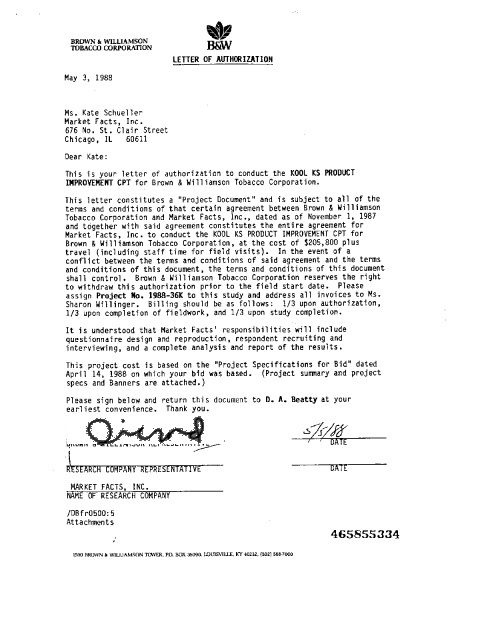 BROWN & WILLIAMSON
TOBACCO CORPORATION
B&W
LETTER OF AUTHORIZATION
May 3, 1988
Ms. Kate Schueller
Market Facts, Inc.
676 No. St. Clair Street
Chicago, IL 60611
Dear Kate:
This is your letter of authorization to conduct the KOOL KS PRODUCT
IMPROVEMENT CPT for Brown & Williamson Tobacco Corporation.
This letter constitutes a "Project Document" and is subject to all of the
terms and conditions of that certain agreement between Brown & Williamson
Tobacco Corporation and Market Facts, Inc., dated as of November 1, 1987
and together with said agreement constitutes the entire agreement for
Market Facts, Inc. to conduct the KOOL KS PRODUCT IMPROVEMENT CPT for
Brown & Williamson Tobacco Corporation, at the cost of $205,800 plus
travel (including staff time for field visits). In the event of a
conflict between the terms and conditions of said agreement and the terms
and conditions of this document, the terms and conditions of this document
shall control. Brown & Williamson Tobacco Corporation reserves the right
to withdraw this authorization prior to the field start date. Please
assign Project No. 1988-36K to this study and address all invoices to Ms.
Sharon Willinger. Billing should be as follows: 1/3 upon authorization,
1/3 upon completion of fieldwork, and 1/3 upon study completion.
It is understood that Market Facts' responsibilities will include
questionnaire design and reproduction, respondent recruiting and
interviewing, and a complete analysis and report of the results.
This project cost is based on the "Project Specifications for Bid" dated
April 14, 1988 on which your bid was based. (Project summary and project
specs and Banners are attached.)
Please sign below and return this document to D. A. Beatty at your
earliest convenience. Thank you.
5/5/88
BROWN & WILLIAMSON REPRESENTATIVE DATE
RESEARCH COMPANY REPRESENTATIVE DATE
MARKET FACTS, INC.
NAME OF RESEARCH COMPANY
/DBfr0500:5
Attachments
465855334
1500 BROWN & WILLIAMSON TOWER, P.O. BOX 35090, LOUISVILLE, KY 40232, (502) 568-7000